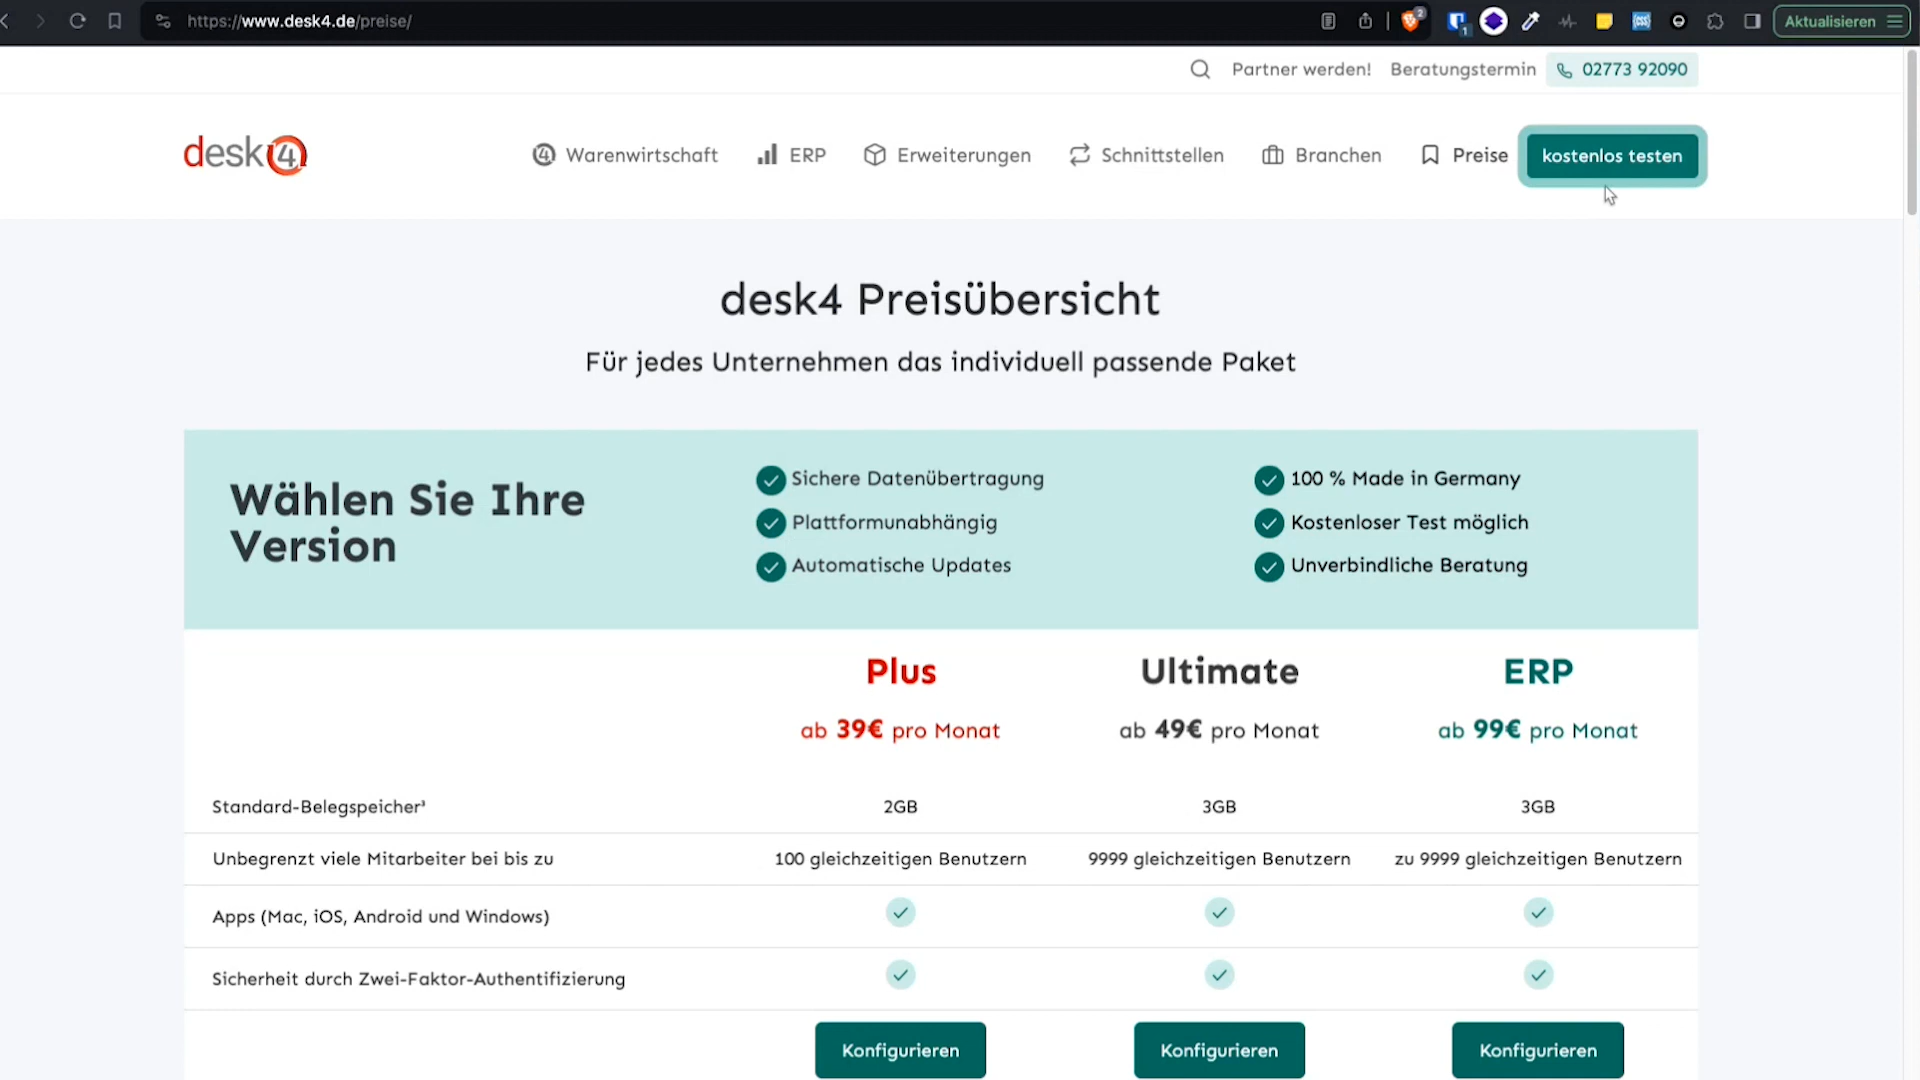 https://www.desk4.de/preise/
2
1
Aktualisieren
Partner werden!
Beratungstermin
02773 92090
desk4
Warenwirtschaft
ERP
Erweiterungen
Schnittstellen
Branchen
Preise
kostenlos testen
desk4 Preisübersicht
Für jedes Unternehmen das individuell passende Paket
Wählen Sie Ihre
Version
Sichere Datenübertragung
Plattformunabhängig
Automatische Updates
100 % Made in Germany
Kostenloser Test möglich
Unverbindliche Beratung
Plus
Ultimate
ERP
ab 39€ pro Monat
ab 49€ pro Monat
ab 99€ pro Monat
Standard-Belegspeicher³
2GB
3GB
3GB
Unbegrenzt viele Mitarbeiter bei bis zu
100 gleichzeitigen Benutzern
9999 gleichzeitigen Benutzern
zu 9999 gleichzeitigen Benutzern
Apps (Mac, iOS, Android und Windows)
Sicherheit durch Zwei-Faktor-Authentifizierung
Konfigurieren
Konfigurieren
Konfigurieren